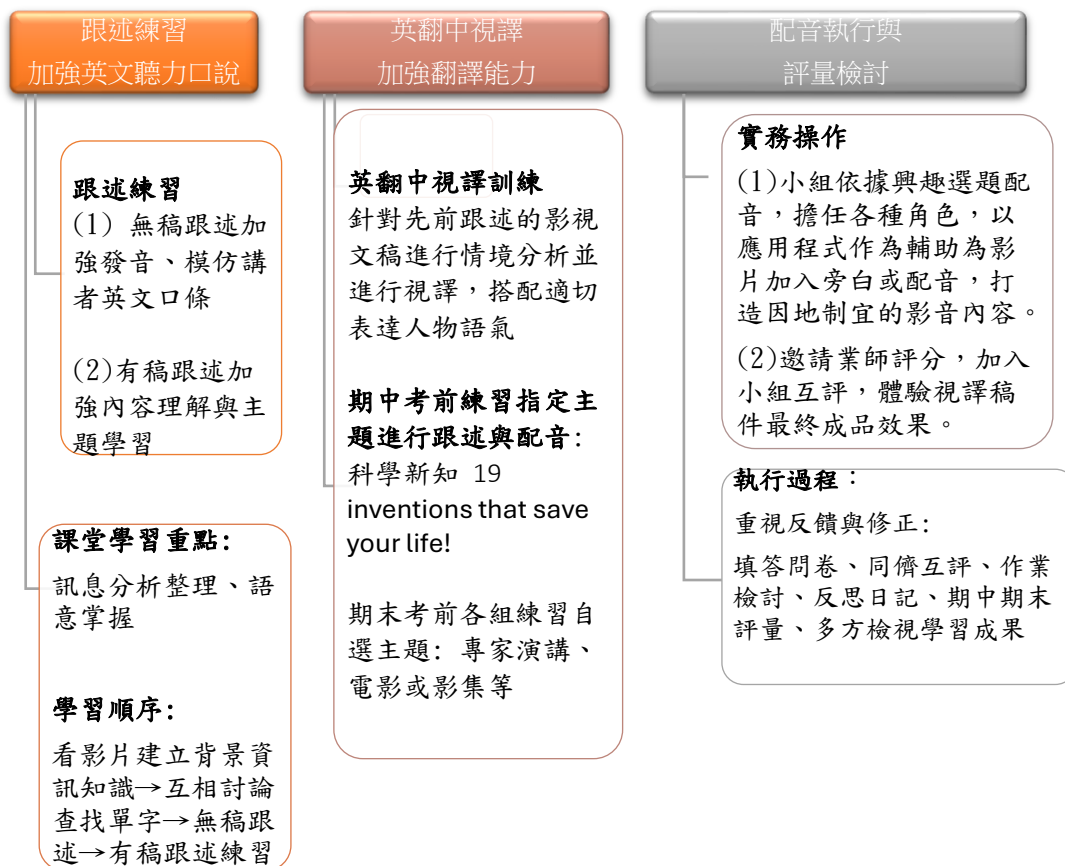 跟述練習
加強英文聽力口說
跟述練習
(1) 無稿跟述加
強發音、模仿講
者英文口條
(2)有稿跟述加
強內容理解與主
題學習
課堂學習重點:
訊息分析整理、語
意掌握
學習順序:
看影片建立背景資
訊知識→互相討論
查找單字→無稿跟
述→有稿跟述練習
英翻中視譯
加強翻譯能力
英翻中視譯訓練
針對先前跟述的影視
文稿進行情境分析並
進行視譯，搭配適切
表達人物語氣
期中考前練習指定主
題進行跟述與配音:
科學新知 19
inventions that save
your life!
期末考前各組練習自
選主題: 專家演講、
電影或影集等
配音執行與
評量檢討
實務操作
(1)小組依據興趣選題配
音，擔任各種角色，以
應用程式作為輔助為影
片加入旁白或配音，打
造因地制宜的影音內容。
(2)邀請業師評分，加入
小組互評，體驗視譯稿
件最終成品效果。
執行過程：
重視反饋與修正:
填答問卷、同儕互評、作業
檢討、反思日記、期中期末
評量、多方檢視學習成果